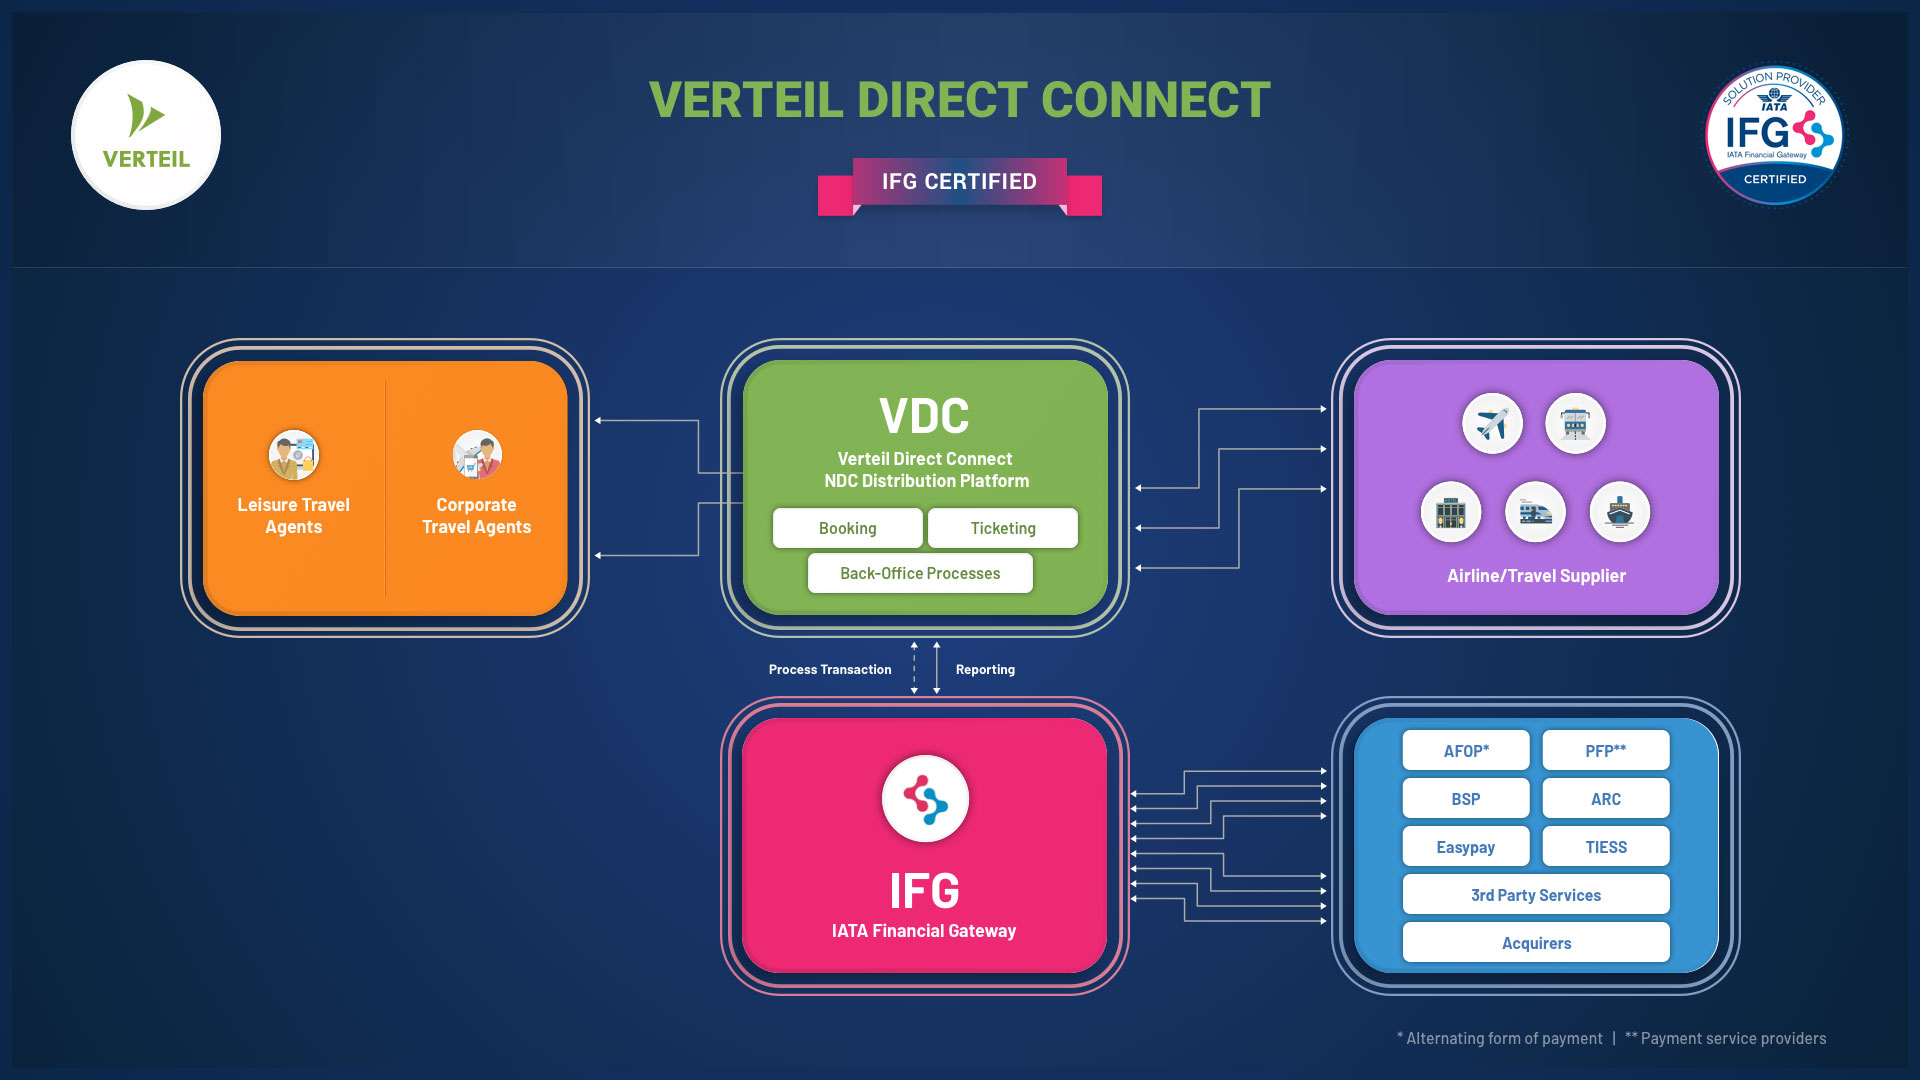 VERTEIL
VERTEIL DIRECT CONNECT
IFG CERTIFIED
SOLUTION PROVIDER
IATA
IFG
IATA Financial Gateway
CERTIFIED
Leisure Travel
Agents
Corporate
Travel Agents
VDC
Verteil Direct Connect
NDC Distribution Platform
Booking
Ticketing
Back-Office Processes
Airline/Travel Supplier
Process Transaction
Reporting
IFG
IATA Financial Gateway
AFOP*
PFP**
BSP
ARC
Easypay
TIESS
3rd Party Services
Acquirers
* Alternating form of payment | ** Payment service providers